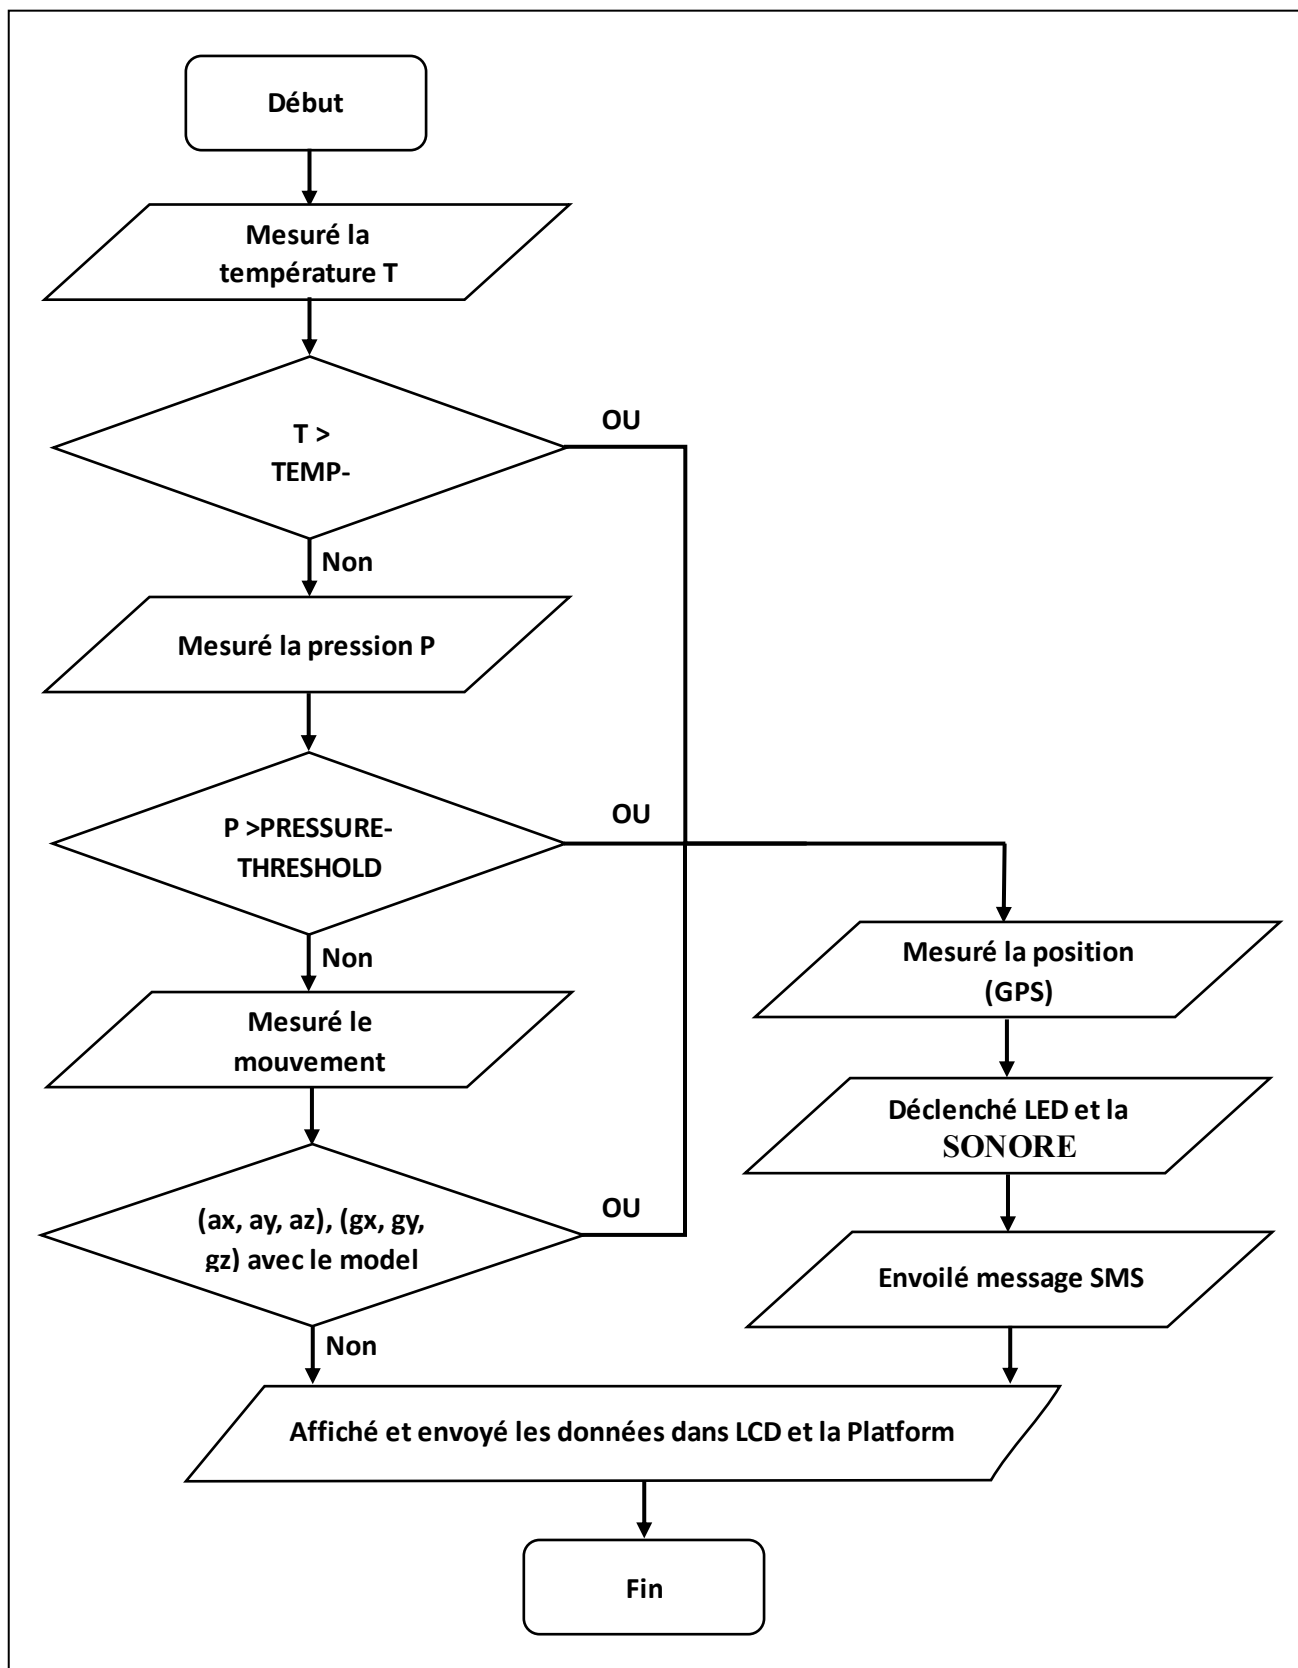 Début
Mesuré la
température T
T >
TEMP-
OU
Non
Mesuré la pression P
P >PRESSURE-
THRESHOLD
OU
Non
Mesuré le
mouvement
(ax, ay, az), (gx, gy,
gz) avec le model
OU
Non
Mesuré la position
(GPS)
Déclenché LED et la
SONORE
Envoilé message SMS
Affiché et envoyé les données dans LCD et la Platform
Fin